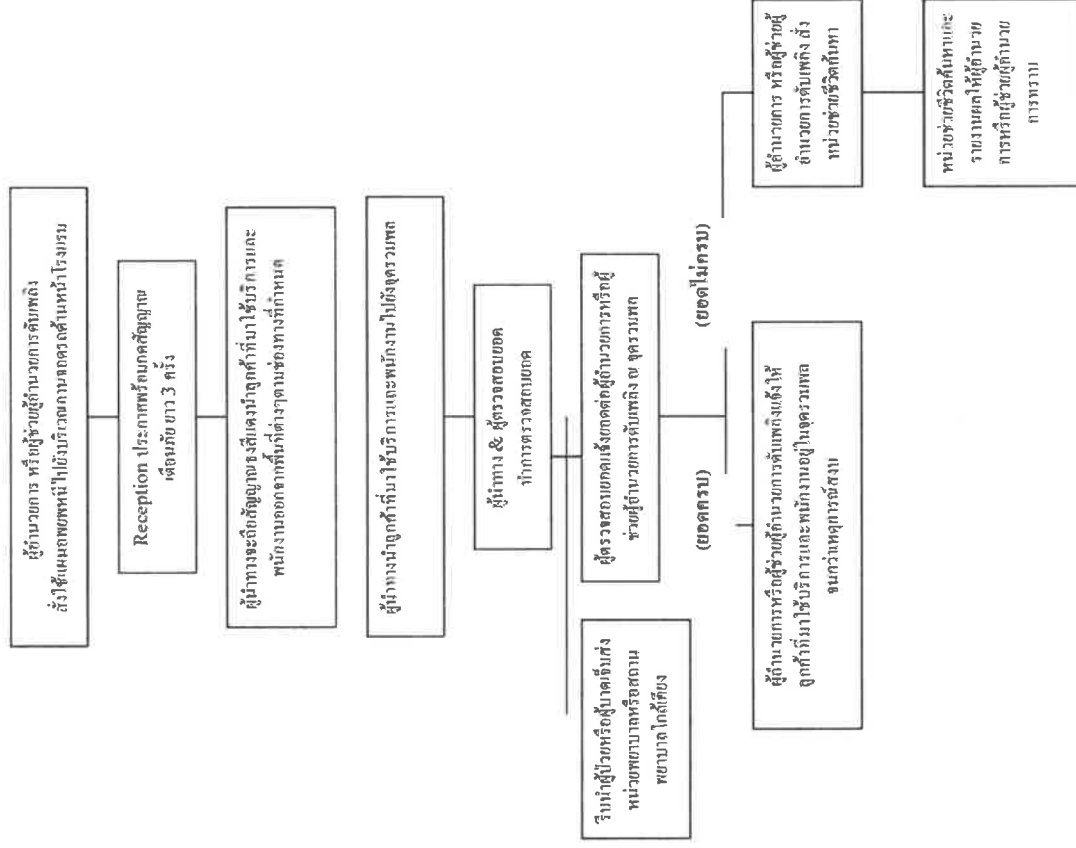 ผู้อำนวยการ หรือผู้ช่วยผู้อำนวยการดับเพลิง
สั่งใช้แผนอพยพหนีไปยังบริเวณลานจอดรถด้านหน้าโรงแรม
Reception ประกาศพร้อมกดสัญญาณ
เตือนภัย ยาว 3 ครั้ง
ผู้นำทางจะถือสัญญาณธงสีแดงนำลูกค้าที่มาใช้บริการและ
พนักงานออกจากพื้นที่ต่างๆตามช่องทางที่กำหนด
ผู้นำทางนำลูกค้าที่มาใช้บริการและพนักงานไปยังจุดรวมพล
ผู้นำทาง & ผู้ตรวจสอบยอด
ทำการตรวจสอบยอด
รีบนำผู้ป่วยหรือผู้บาดเจ็บส่ง
หน่วยพยาบาลหรือสถาน
พยาบาลใกล้เคียง
ผู้ตรวจสอบยอดแจ้งยอดต่อผู้อำนวยการหรือผู้
ช่วยผู้อำนวยการดับเพลิง ณ จุดรวมพล
(ยอดครบ)
(ยอดไม่ครบ)
ผู้อำนวยการหรือผู้ช่วยผู้อำนวยการดับเพลิงแจ้งให้
ลูกค้าที่มาใช้บริการและพนักงานอยู่ในจุดรวมพล
จนกว่าเหตุการณ์สงบ
ผู้อำนวยการ หรือผู้ช่วยผู้
อำนวยการดับเพลิง สั่ง
หน่วยช่วยชีวิตค้นหา
หน่วยช่วยชีวิตค้นหาและ
รายงานผลให้ผู้อำนวย
การหรือผู้ช่วยผู้อำนวย
การทราบ